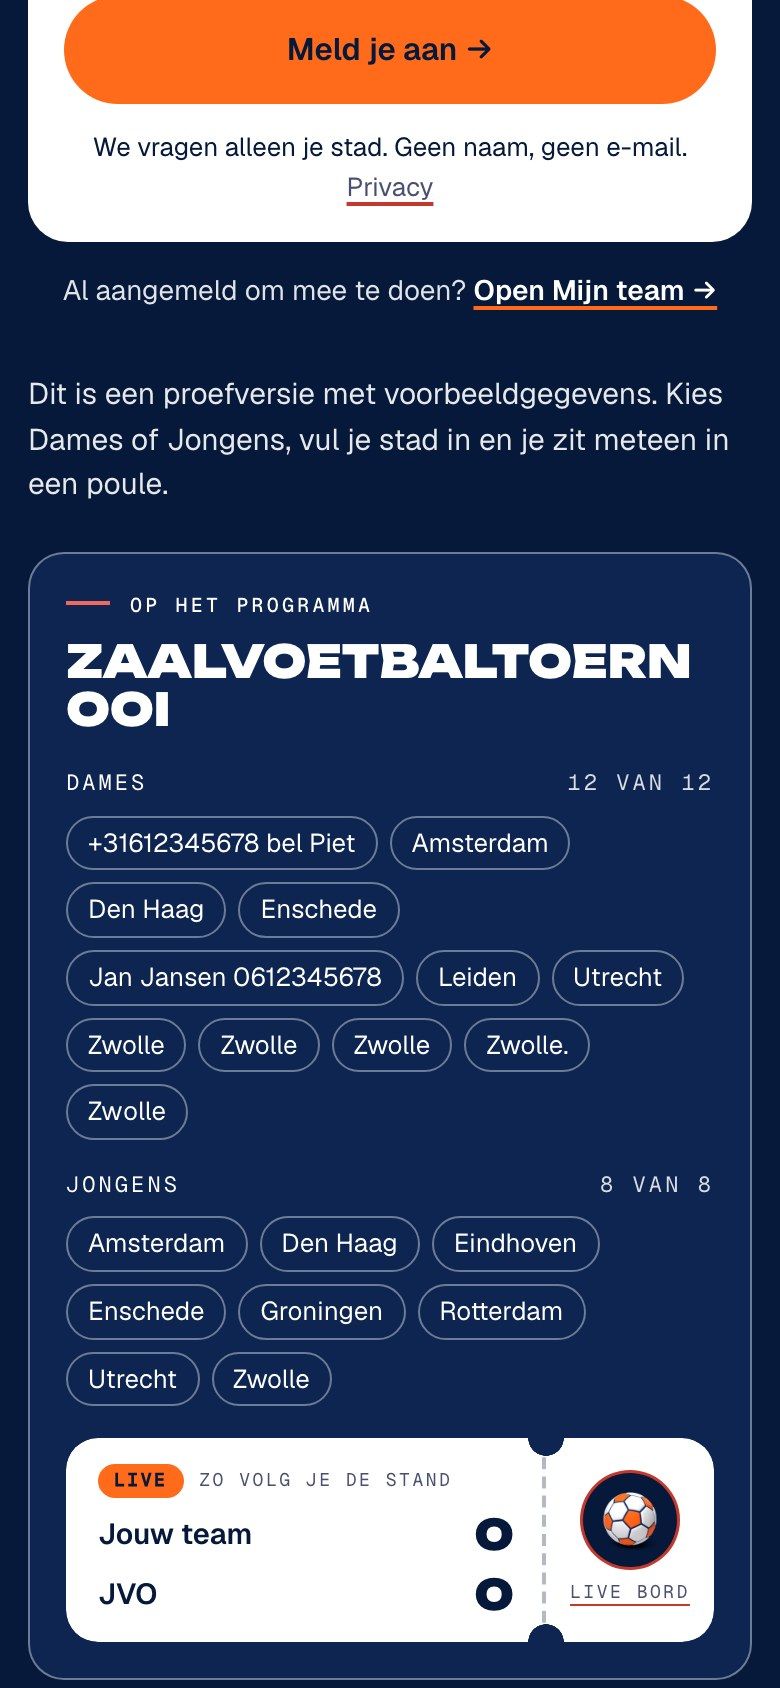 Meld je aan →
We vragen alleen je stad. Geen naam, geen e-mail.
Privacy
Al aangemeld om mee te doen? Open Mijn team →
Dit is een proefversie met voorbeeldgegevens. Kies
Dames of Jongens, vul je stad in en je zit meteen in
een poule.
OP HET PROGRAMMA
ZAALVOETBALTOERN
OOI
DAMES 12 VAN 12
+31612345678 bel Piet Amsterdam
Den Haag Enschede
Jan Jansen 0612345678 Leiden Utrecht
Zwolle Zwolle Zwolle Zwolle.
Zwolle
JONGENS 8 VAN 8
Amsterdam Den Haag Eindhoven
Enschede Groningen Rotterdam
Utrecht Zwolle
LIVE ZO VOLG JE DE STAND
Jouw team 0
JVO 0
LIVE BORD